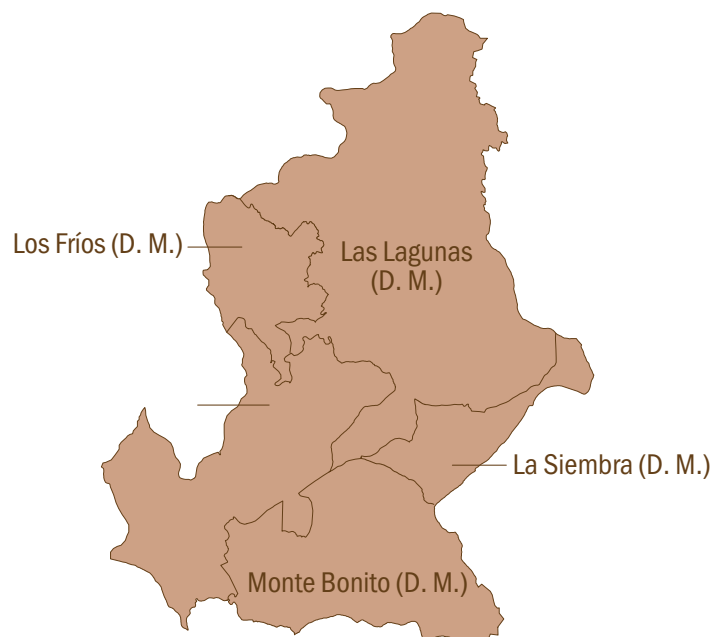 Los Fríos (D. M.)
Las Lagunas
(D. M.)
La Siembra (D. M.)
Monte Bonito (D. M.)